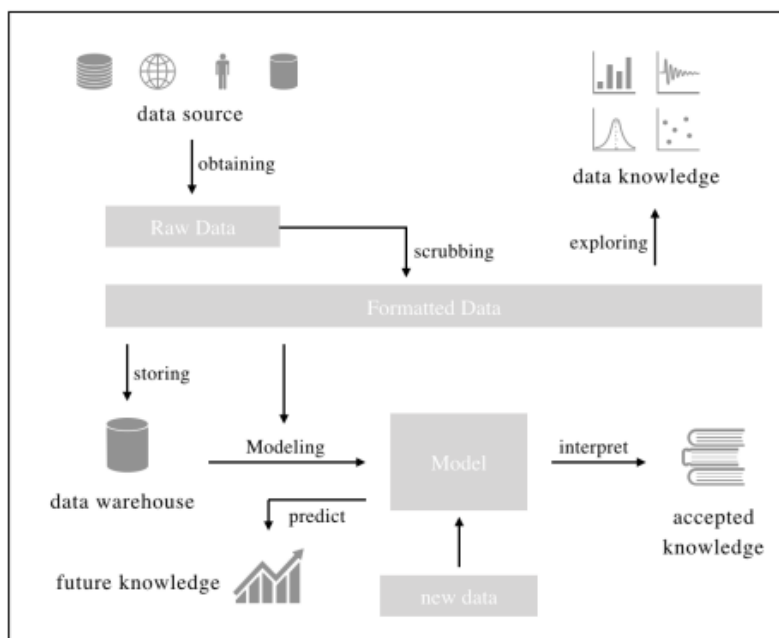 data source
data knowledge
obtaining
Raw Data
scrubbing
exploring
Formatted Data
storing
Modeling
Model
interpret
data warehouse
predict
accepted
knowledge
future knowledge
new data